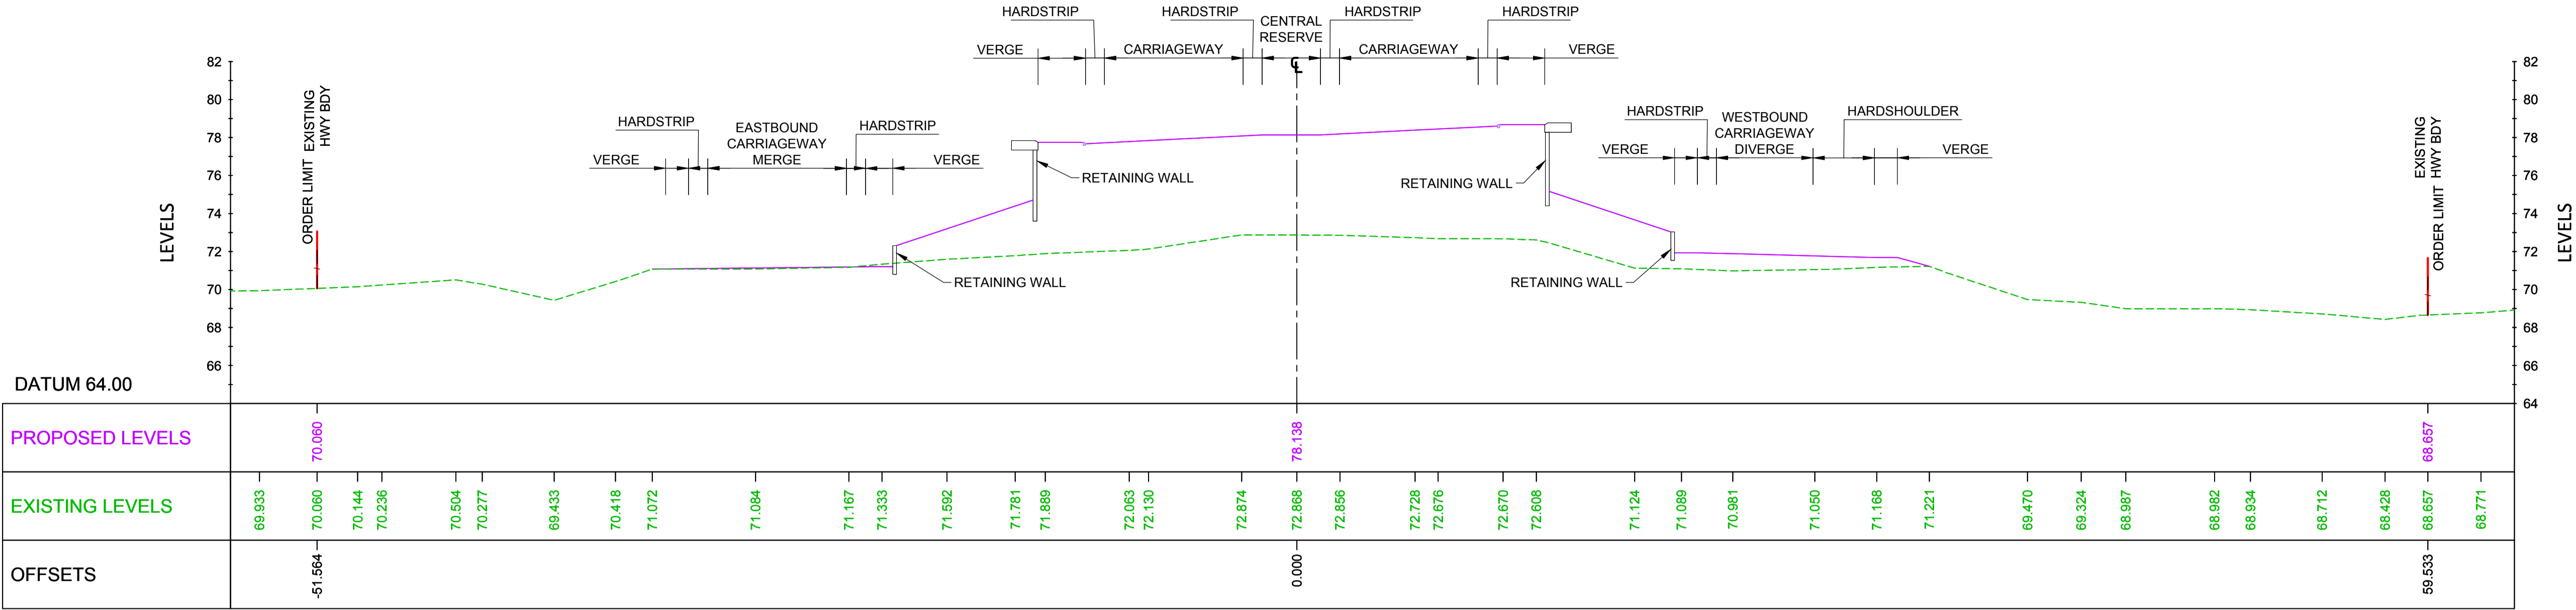 HARDSTRIP
HARDSTRIP
CENTRAL
RESERVE
HARDSTRIP
HARDSTRIP
VERGE
CARRIAGEWAY
CARRIAGEWAY
VERGE
CL
82
80
78
76
74
72
70
68
66
LEVELS
DATUM 64.00
ORDER LIMIT
EXISTING
HWY BDY
HARDSTRIP
EASTBOUND
CARRIAGEWAY
MERGE
HARDSTRIP
VERGE
VERGE
RETAINING WALL
RETAINING WALL
RETAINING WALL
RETAINING WALL
HARDSTRIP
WESTBOUND
CARRIAGEWAY
DIVERGE
HARDSHOULDER
VERGE
VERGE
EXISTING
HWY BDY
ORDER LIMIT
82
80
78
76
74
72
70
68
66
64
LEVELS
PROPOSED LEVELS
70.060
78.138
68.657
EXISTING LEVELS
69.933
70.060
70.144
70.236
70.504
70.277
69.433
70.418
71.072
71.084
71.167
71.333
71.592
71.781
71.889
72.063
72.130
72.874
72.868
72.856
72.728
72.676
72.670
72.608
71.124
71.089
70.981
71.050
71.168
71.221
69.470
69.324
68.987
68.982
68.934
68.712
68.428
68.657
68.771
OFFSETS
-51.564
0.000
59.533